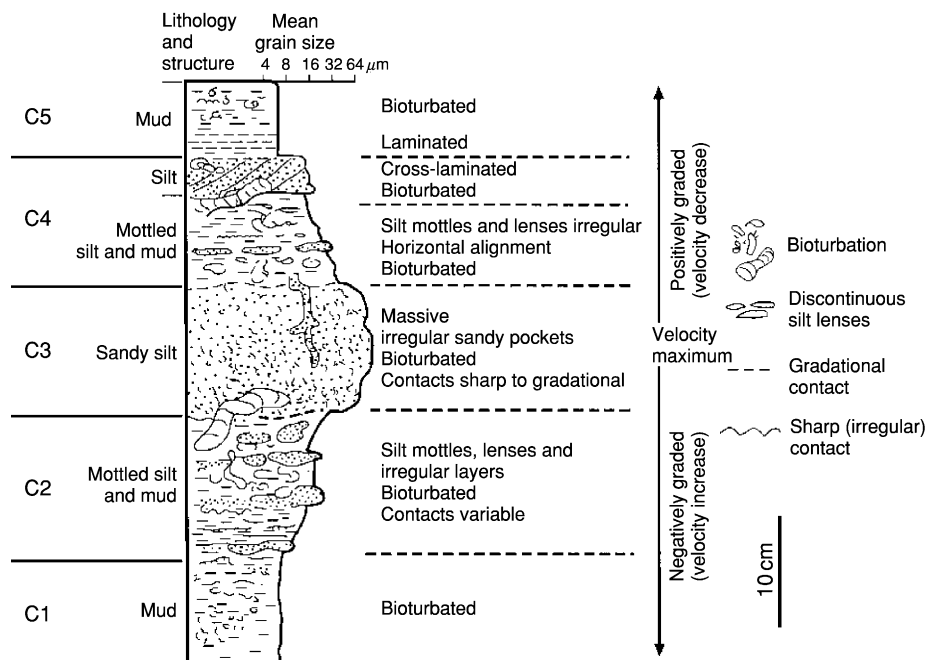 Lithology
and
structure
Mean
grain size
4 8 16 32 64 μm
C5
Mud
Bioturbated
Laminated
C4
Silt
Cross-laminated
Bioturbated
Mottled
silt and mud
Silt mottles and lenses irregular
Horizontal alignment
Bioturbated
C3
Sandy silt
Massive
irregular sandy pockets
Bioturbated
Contacts sharp to gradational
C2
Mottled silt
and mud
Silt mottles, lenses and
irregular layers
Bioturbated
Contacts variable
C1
Mud
Bioturbated
Positively graded
(velocity decrease)
Velocity
maximum
Negatively graded
(velocity increase)
Bioturbation
Discontinuous
silt lenses
Gradational
contact
Sharp (irregular)
contact
10 cm